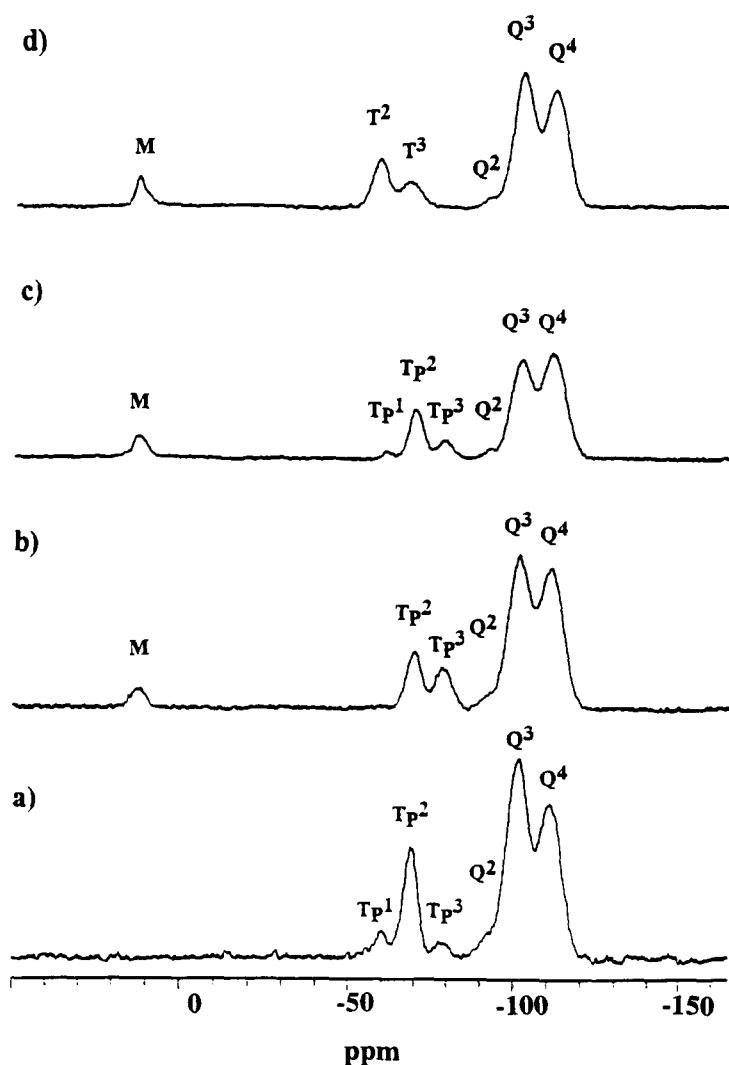 d)
M
T²
T³
Q²
Q³
Q⁴
c)
M
Tp¹
Tp²
Tp³
Q²
Q³
Q⁴
b)
M
Tp²
Tp³
Q²
Q³
Q⁴
a)
Tp¹
Tp²
Tp³
Q²
Q³
Q⁴
0 -50 -100 -150
ppm